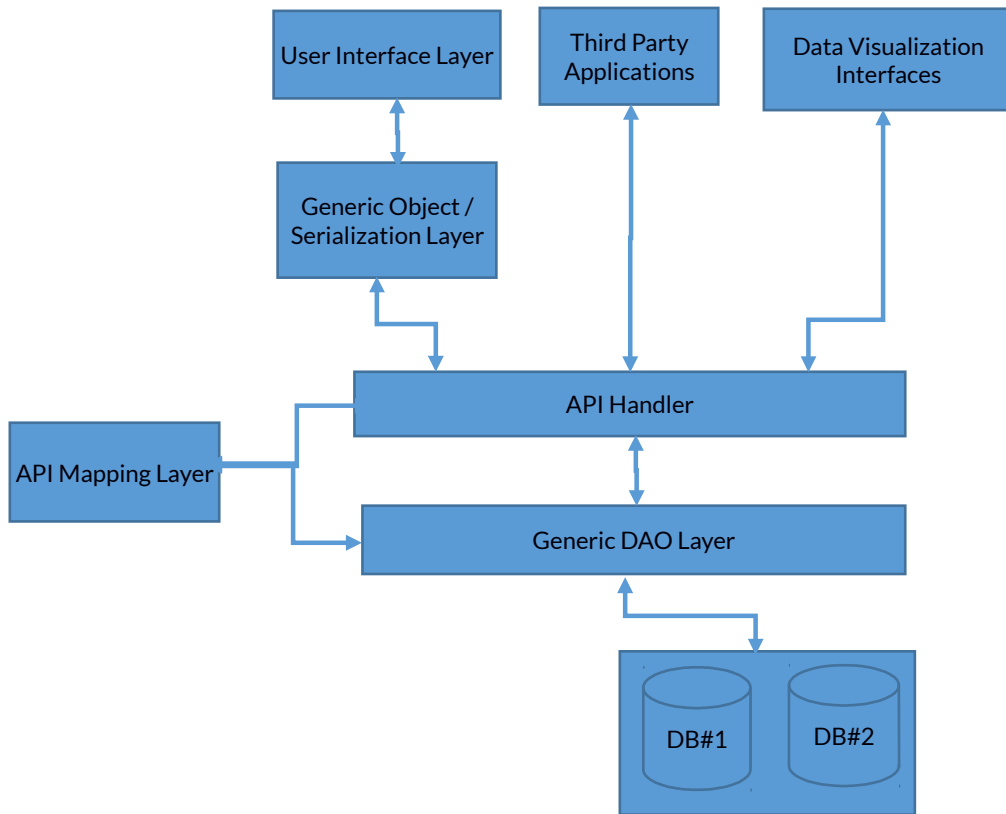 User Interface Layer
Third Party
Applications
Data Visualization
Interfaces
Generic Object /
Serialization Layer
API Handler
API Mapping Layer
Generic DAO Layer
DB#1
DB#2